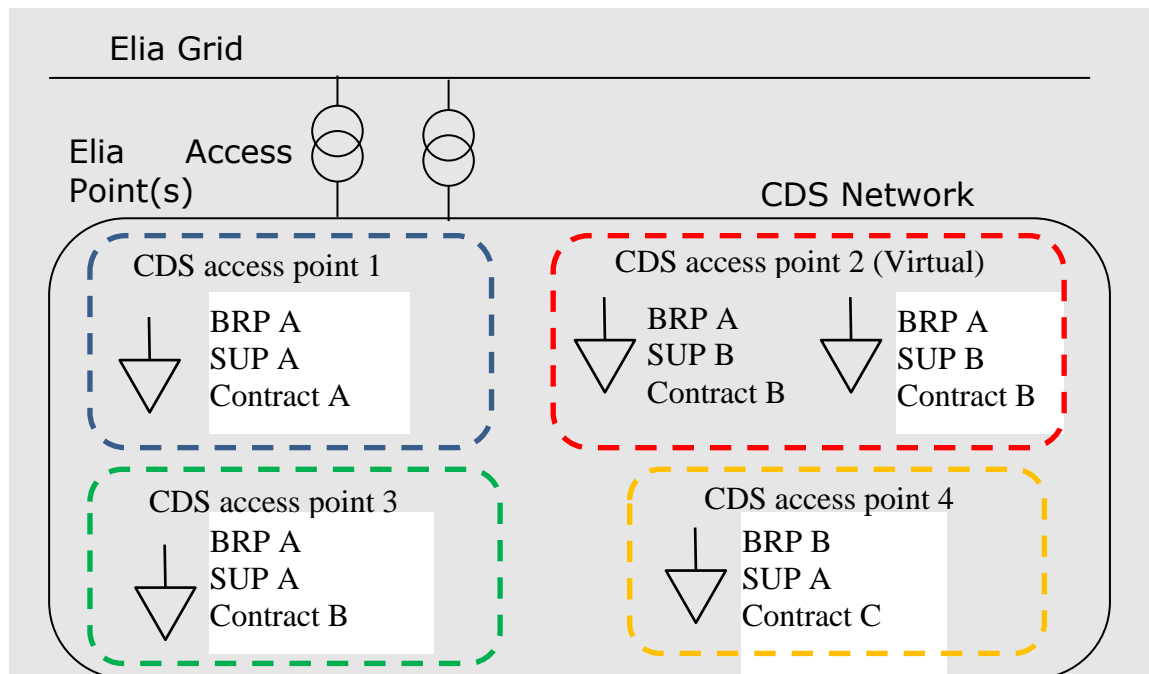 Elia Grid
Elia Access
Point(s)
CDS Network
CDS access point 1
BRP A
SUP A
Contract A
CDS access point 2 (Virtual)
BRP A
SUP B
Contract B
BRP A
SUP B
Contract B
CDS access point 3
BRP A
SUP A
Contract B
CDS access point 4
BRP B
SUP A
Contract C